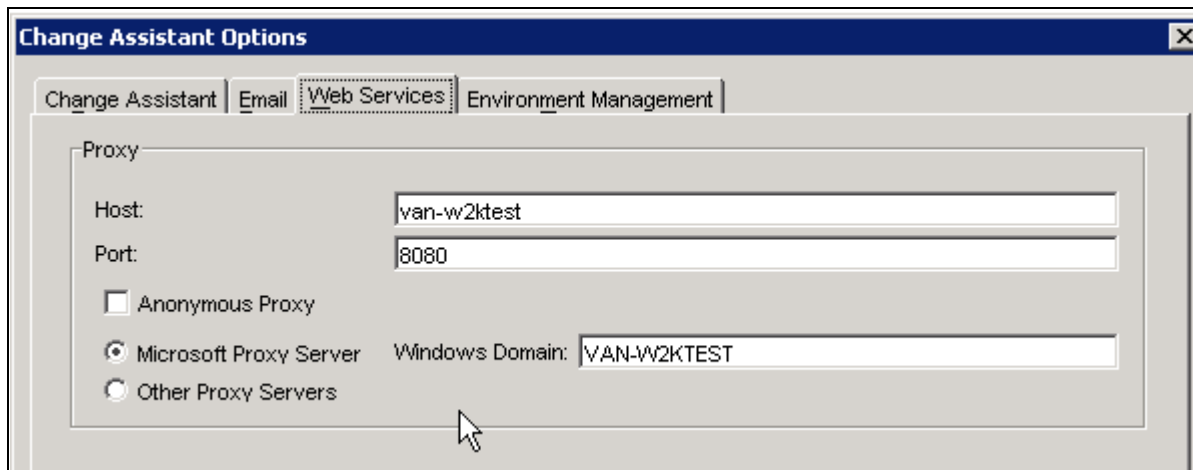 Change Assistant Options
Change Assistant Email Web Services Environment Management
Proxy
Host: van-w2ktest
Port: 8080
Anonymous Proxy
Microsoft Proxy Server Windows Domain: VAN-W2KTEST
Other Proxy Servers